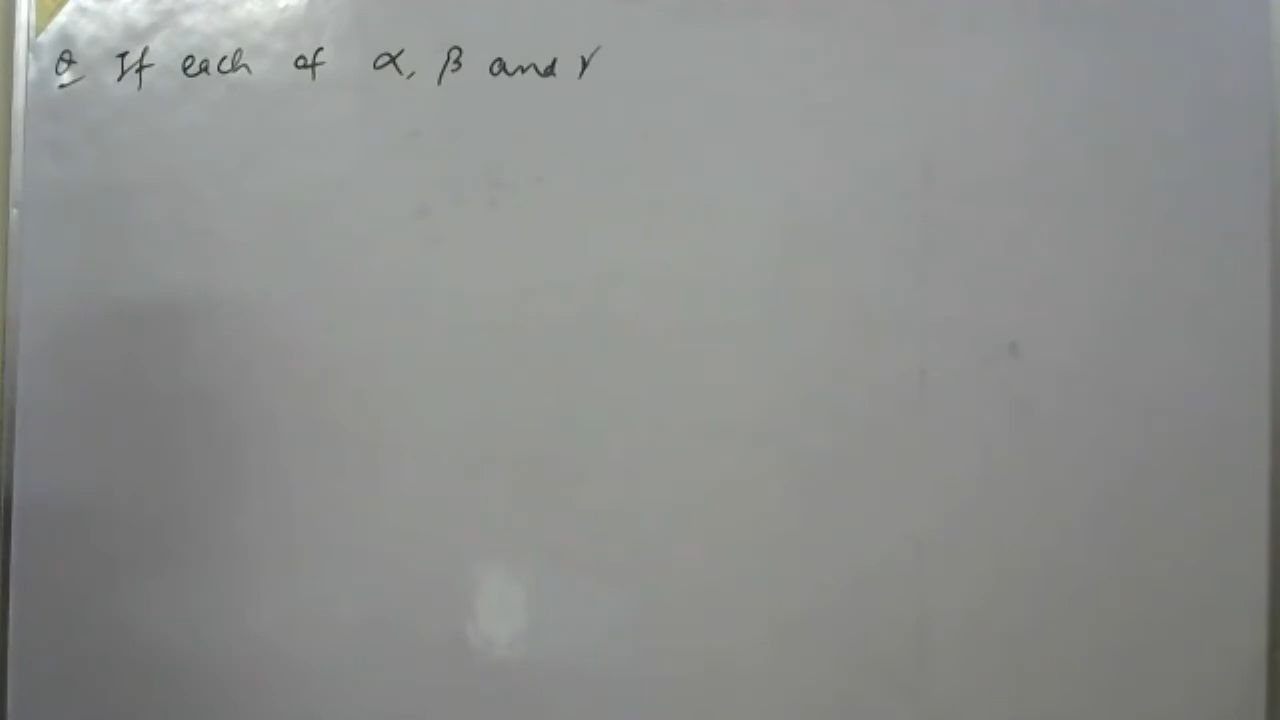 Q If each of α, β and γ